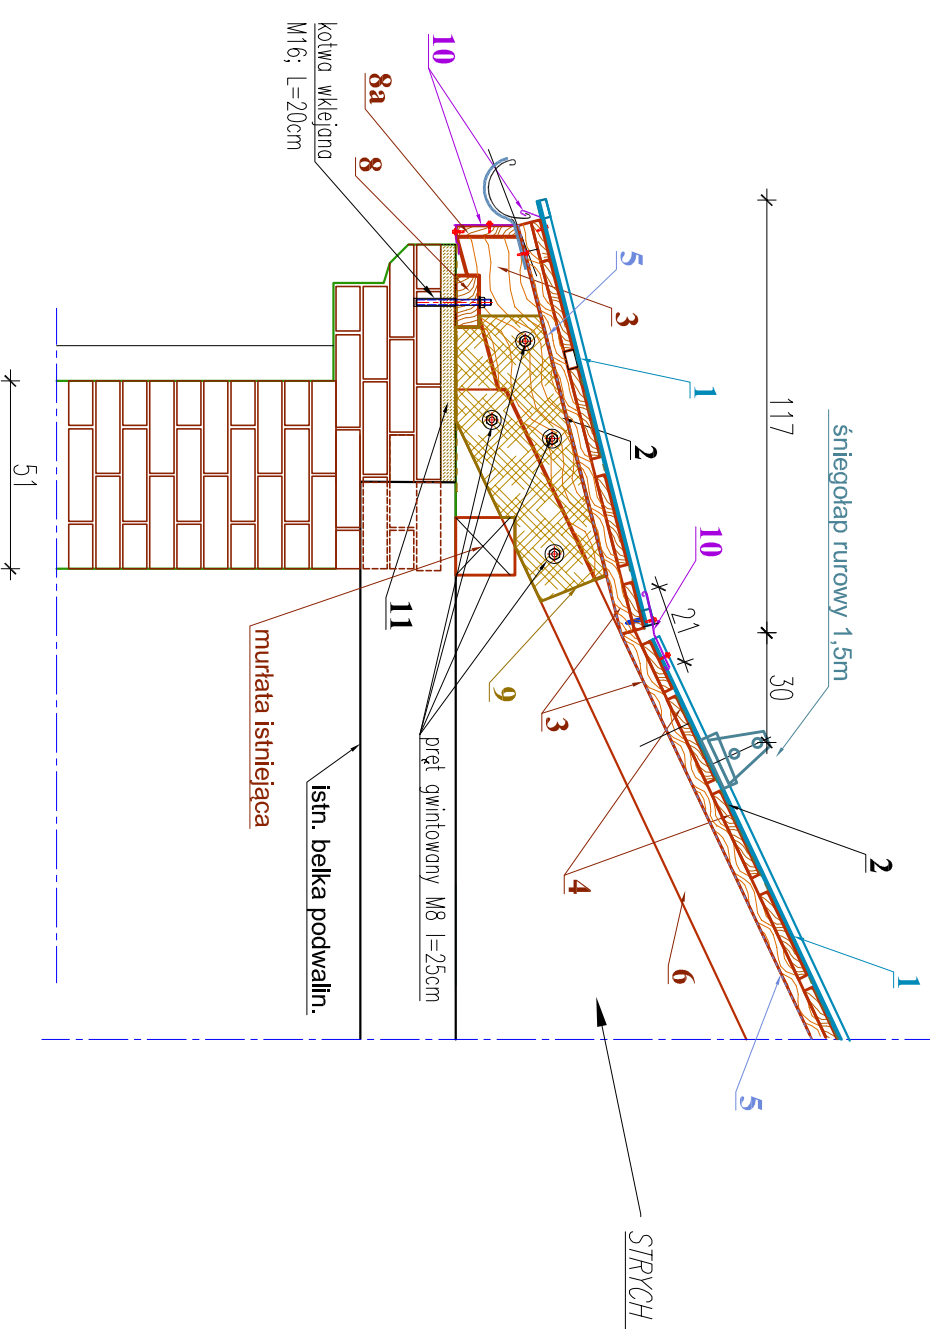 kotwa wklejana
M16; L=20cm
10
8a
8
5
3
1
2
117
śniegołap rurowy 1,5m
10
21
30
11
9
3
4
2
murłata istniejąca
istn. belka podwalin.
pręt gwintowany M8 l=25cm
6
1
5
STRYCH
51